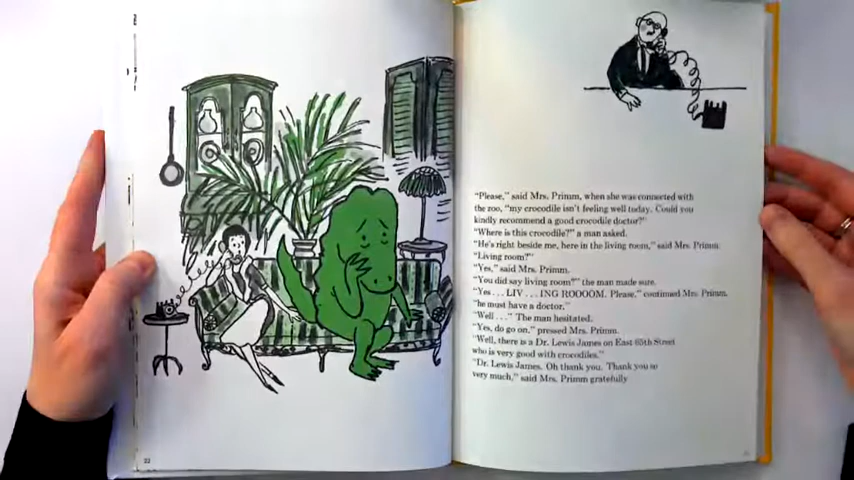 "Please," said Mrs. Primm, when she was connected with
the zoo, "my crocodile isn't feeling well today. Could you
kindly recommend a good crocodile doctor?"
"Where is this crocodile?" a man asked.
"He's right beside me, here in the living room," said Mrs. Primm.
"Living room?"
"Yes," said Mrs. Primm.
"You did say living room?" the man made sure.
"Yes . . . LIV . . . ING ROOOOM. Please," continued Mrs. Primm,
"he must have a doctor."
"Well . . ." The man hesitated.
"Yes, do go on," pressed Mrs. Primm.
"Well, there is a Dr. Lewis James on East 65th Street
who is very good with crocodiles."
"Dr. Lewis James. Oh thank you. Thank you so
very much," said Mrs. Primm gratefully